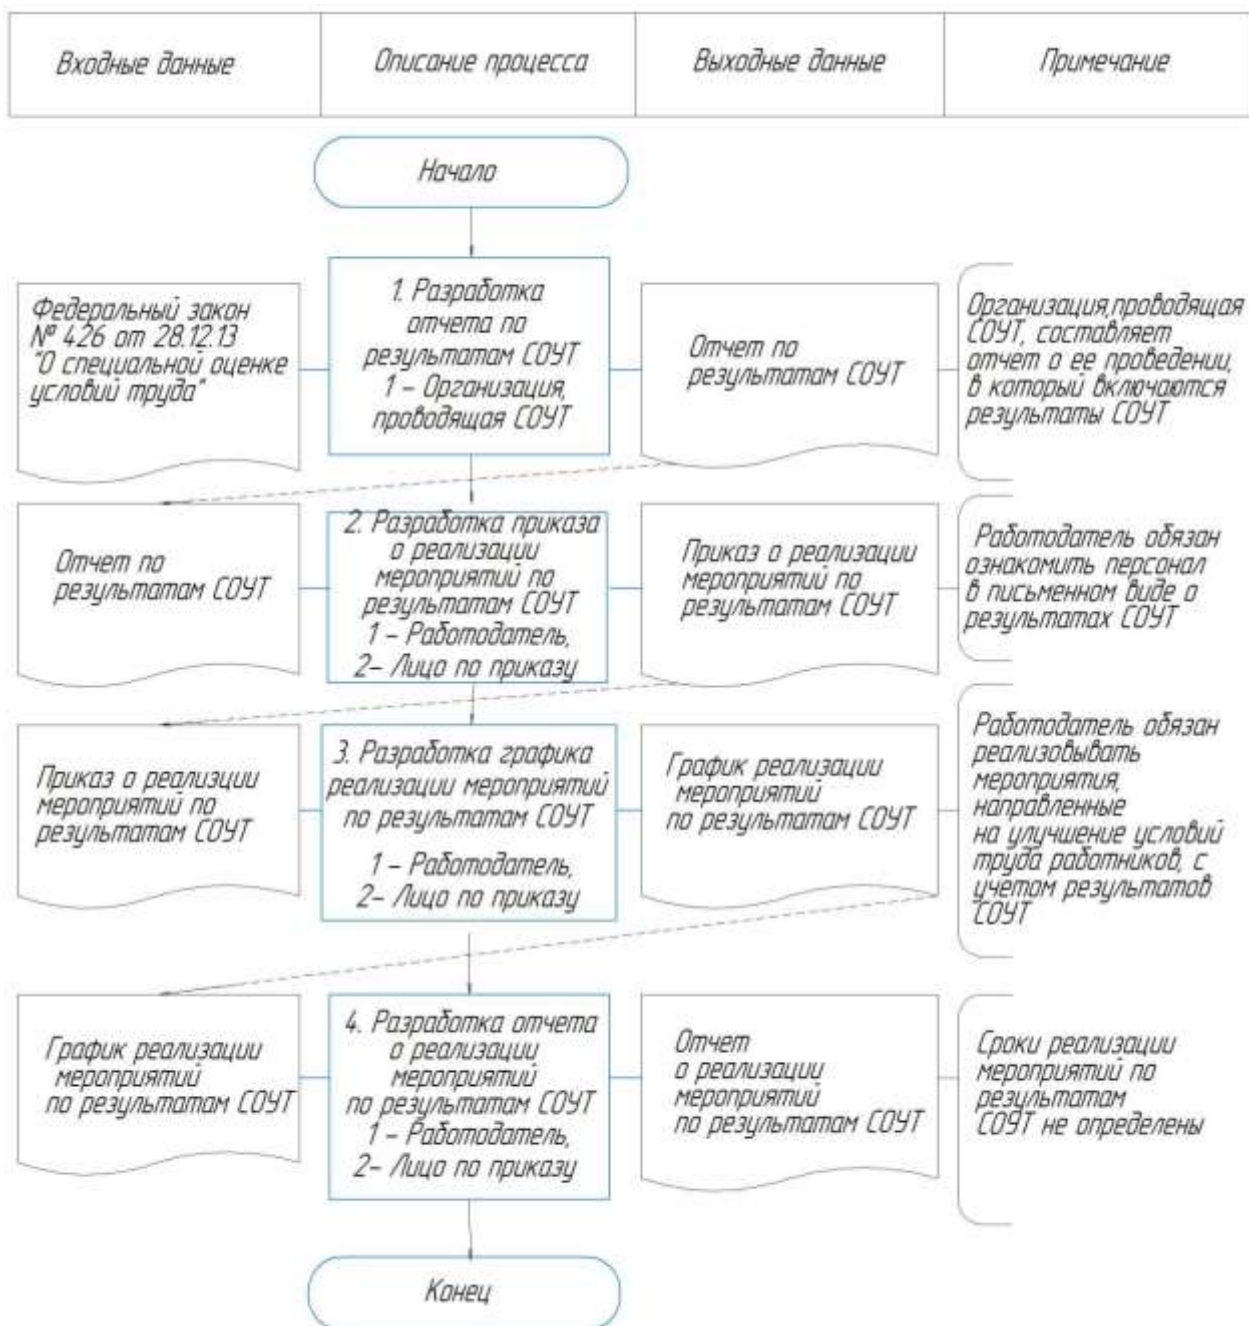 Входные данные
Описание процесса
Выходные данные
Примечание
Начало
Федеральный закон
№ 426 от 28.12.13
"О специальной оценке
условий труда"
1. Разработка
отчета по
результатам СОУТ
1 – Организация,
проводящая СОУТ
Отчет по
результатам СОУТ
Организация,проводящая
СОУТ, составляет
отчет о ее проведении,
в который включаются
результаты СОУТ
Отчет по
результатам СОУТ
2. Разработка приказа
о реализации
мероприятий по
результатам СОУТ
1 – Работодатель,
2– Лицо по приказу
Приказ о реализации
мероприятий по
результатам СОУТ
Работодатель обязан
ознакомить персонал
в письменном виде о
результатах СОУТ
Приказ о реализции
мероприятий по
результатам СОУТ
3. Разработка графика
реализации мероприятий
по результатам СОУТ
1 – Работодатель,
2– Лицо по приказу
График реализации
мероприятий
по результатам СОУТ
Работодатель обязан
реализовывать
мероприятия,
направленные
на улучшение условий
труда работников, с
учетом результатов
СОУТ
График реализации
мероприятий
по результатам СОУТ
4. Разработка отчета
о реализации
мероприятий
по результатам СОУТ
1 – Работодатель,
2– Лицо по приказу
Отчет
о реализации
мероприятий
по результатам СОУТ
Сроки реализации
мероприятий по
результатам
СОУТ не определены
Конец